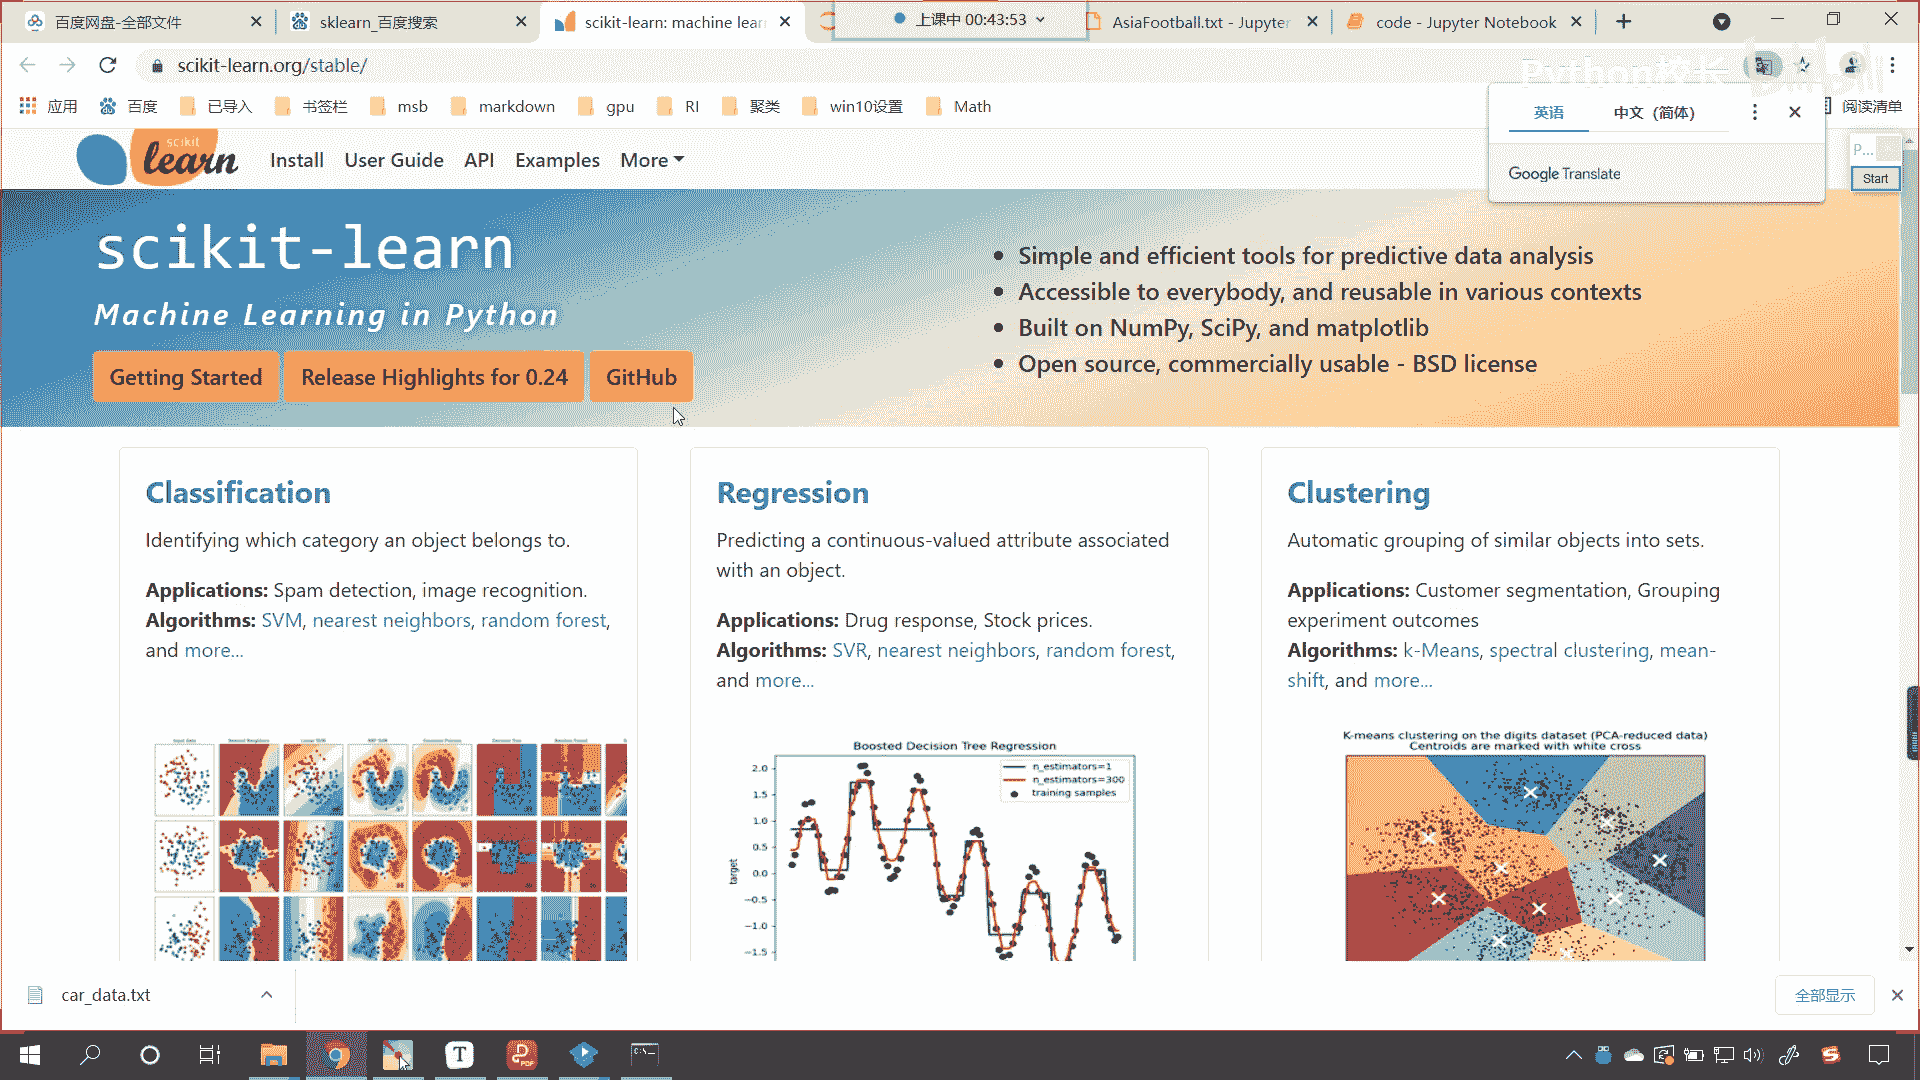 百度网盘-全部文件
sklearn_百度搜索
scikit-learn: machine lear
上课中 00:43:53
AsiaFootball.txt - Jupyter
code - Jupyter Notebook
scikit-learn.org/stable/
Python校长
bilibili
应用
百度
已导入
书签栏
msb
markdown
gpu
RI
聚类
win10设置
Math
阅读清单
英语
中文（简体）
Google Translate
P...
Start
scikit
learn
Install
User Guide
API
Examples
More
scikit-learn
Machine Learning in Python
Getting Started
Release Highlights for 0.24
GitHub
Simple and efficient tools for predictive data analysis
Accessible to everybody, and reusable in various contexts
Built on NumPy, SciPy, and matplotlib
Open source, commercially usable - BSD license
Classification
Identifying which category an object belongs to.
Applications: Spam detection, image recognition.
Algorithms: SVM, nearest neighbors, random forest,
and more...
Regression
Predicting a continuous-valued attribute associated
with an object.
Applications: Drug response, Stock prices.
Algorithms: SVR, nearest neighbors, random forest,
and more...
Boosted Decision Tree Regression
n_estimators=1
n_estimators=300
training samples
2.0
1.5
1.0
0.5
0.0
−0.5
−1.0
−1.5
target
Clustering
Automatic grouping of similar objects into sets.
Applications: Customer segmentation, Grouping
experiment outcomes
Algorithms: k-Means, spectral clustering, mean-
shift, and more...
K-means clustering on the digits dataset (PCA-reduced data)
Centroids are marked with white cross
car_data.txt
全部显示